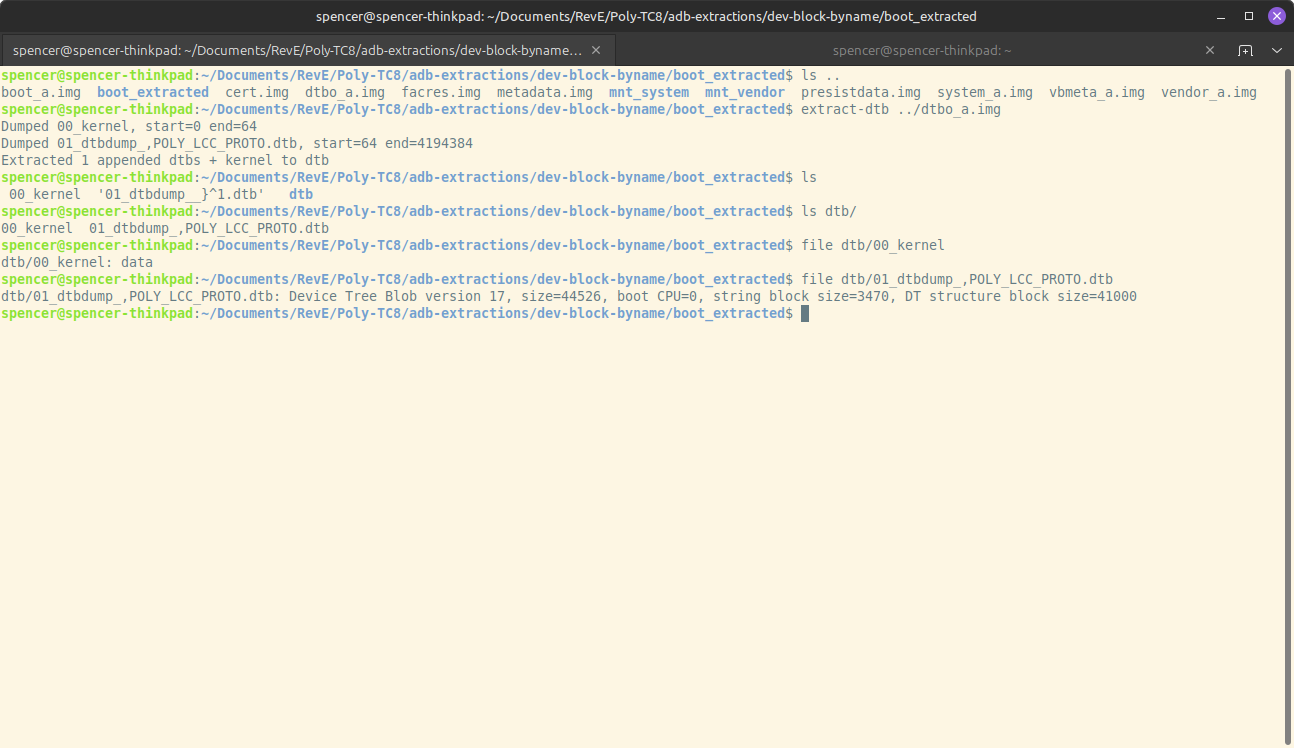 spencer@spencer-thinkpad: ~/Documents/RevE/Poly-TC8/adb-extractions/dev-block-byname/boot_extracted
spencer@spencer-thinkpad: ~/Documents/RevE/Poly-TC8/adb-extractions/dev-block-byname…
spencer@spencer-thinkpad: ~
spencer@spencer-thinkpad:~/Documents/RevE/Poly-TC8/adb-extractions/dev-block-byname/boot_extracted$ ls ..
boot_a.img  boot_extracted  cert.img  dtbo_a.img  facres.img  metadata.img  mnt_system  mnt_vendor  presistdata.img  system_a.img  vbmeta_a.img  vendor_a.img
spencer@spencer-thinkpad:~/Documents/RevE/Poly-TC8/adb-extractions/dev-block-byname/boot_extracted$ extract-dtb ../dtbo_a.img
Dumped 00_kernel, start=0 end=64
Dumped 01_dtbdump_,POLY_LCC_PROTO.dtb, start=64 end=4194384
Extracted 1 appended dtbs + kernel to dtb
spencer@spencer-thinkpad:~/Documents/RevE/Poly-TC8/adb-extractions/dev-block-byname/boot_extracted$ ls
 00_kernel  '01_dtbdump__}^1.dtb'   dtb
spencer@spencer-thinkpad:~/Documents/RevE/Poly-TC8/adb-extractions/dev-block-byname/boot_extracted$ ls dtb/
00_kernel  01_dtbdump_,POLY_LCC_PROTO.dtb
spencer@spencer-thinkpad:~/Documents/RevE/Poly-TC8/adb-extractions/dev-block-byname/boot_extracted$ file dtb/00_kernel
dtb/00_kernel: data
spencer@spencer-thinkpad:~/Documents/RevE/Poly-TC8/adb-extractions/dev-block-byname/boot_extracted$ file dtb/01_dtbdump_,POLY_LCC_PROTO.dtb
dtb/01_dtbdump_,POLY_LCC_PROTO.dtb: Device Tree Blob version 17, size=44526, boot CPU=0, string block size=3470, DT structure block size=41000
spencer@spencer-thinkpad:~/Documents/RevE/Poly-TC8/adb-extractions/dev-block-byname/boot_extracted$